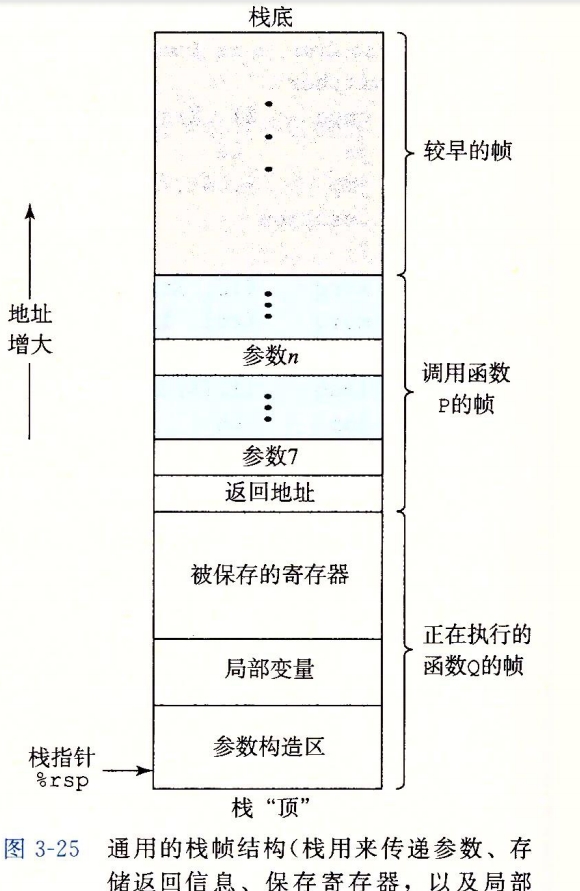 栈底
较早的帧
地址
增大
参数n
调用函数
P的帧
参数7
返回地址
被保存的寄存器
正在执行的
函数Q的帧
局部变量
参数构造区
栈指针
%rsp
栈“顶”
图 3-25 通用的栈帧结构(栈用来传递参数、存
储返回信息、保存寄存器,以及局部